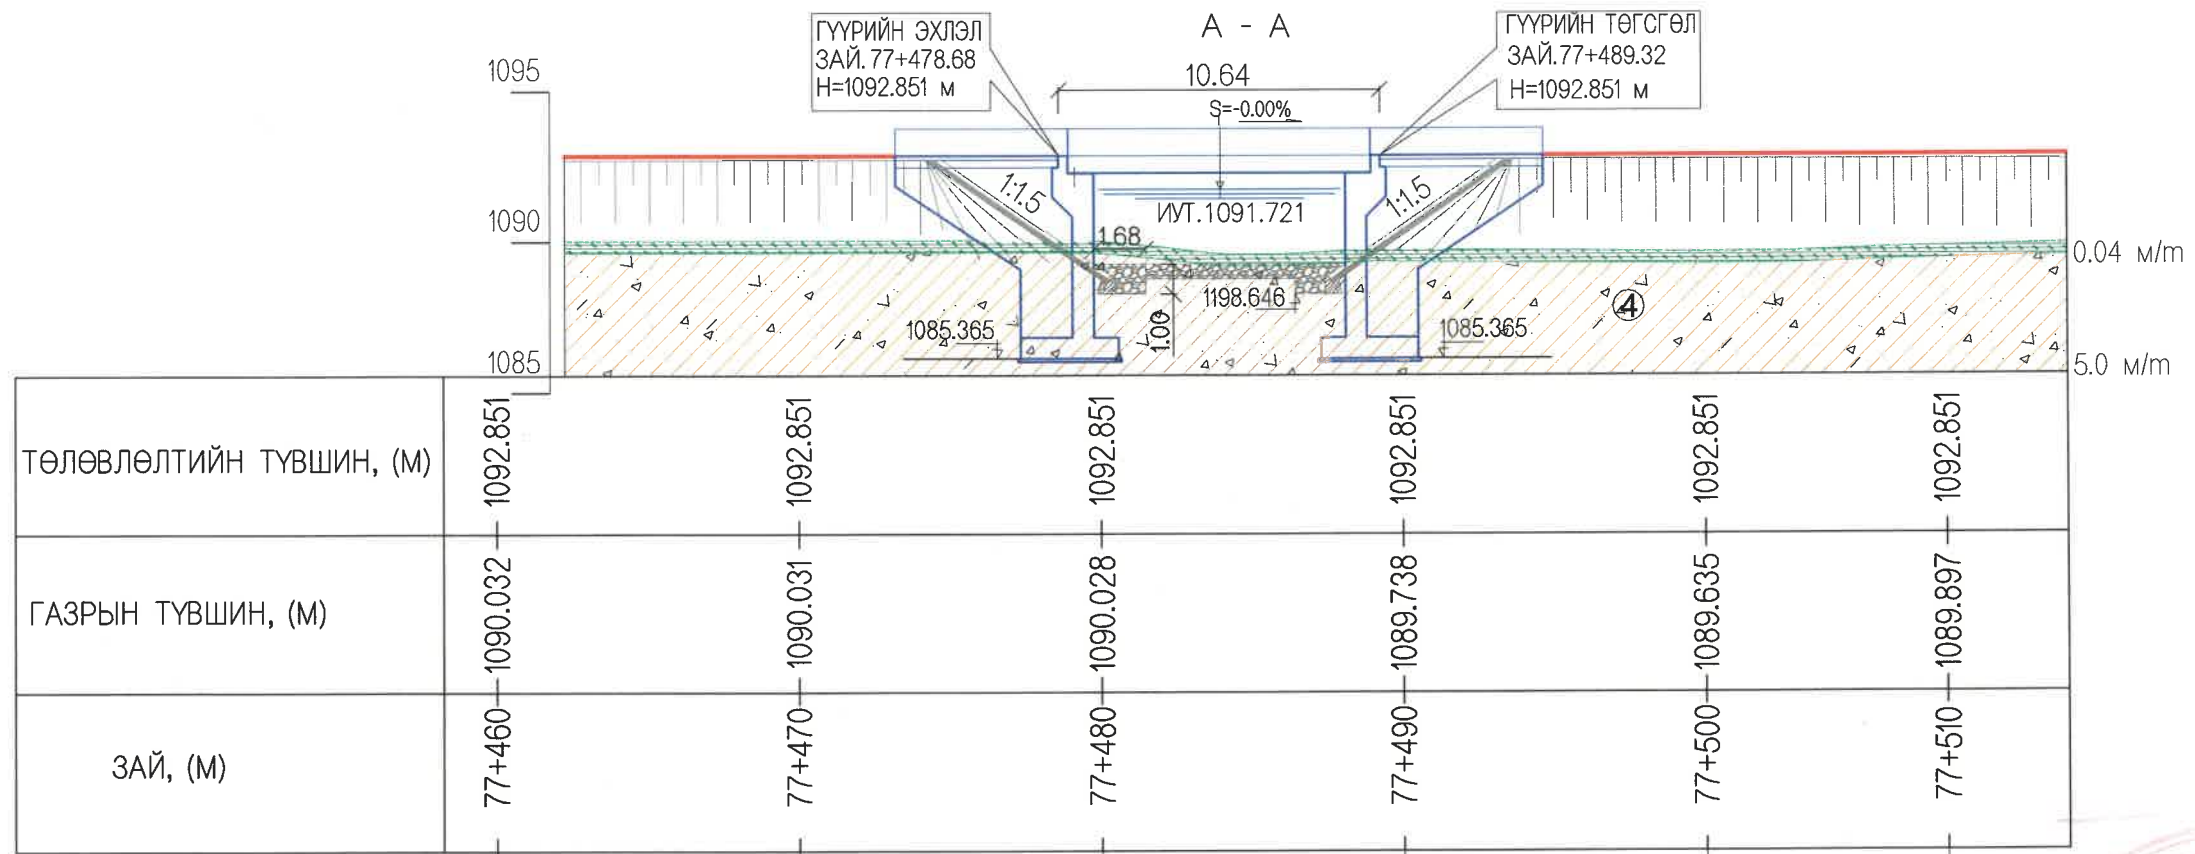 А - А
ГҮҮРИЙН ЭХЛЭЛ
ЗАЙ.77+478.68
Н=1092.851 м
ГҮҮРИЙН ТӨГСГӨЛ
ЗАЙ.77+489.32
Н=1092.851 м
10.64
S=-0.00%
1095
1090
1085
1:1.5
1:1.5
ИУТ.1091.721
1.68
1198.646
1.00
1085.365
1085.365
4
0.04 м/m
5.0 м/m
ТӨЛӨВЛӨЛТИЙН ТҮВШИН, (М)
1092.851
1092.851
1092.851
1092.851
1092.851
1092.851
ГАЗРЫН ТҮВШИН, (М)
1090.032
1090.031
1090.028
1089.738
1089.635
1089.897
ЗАЙ, (М)
77+460
77+470
77+480
77+490
77+500
77+510